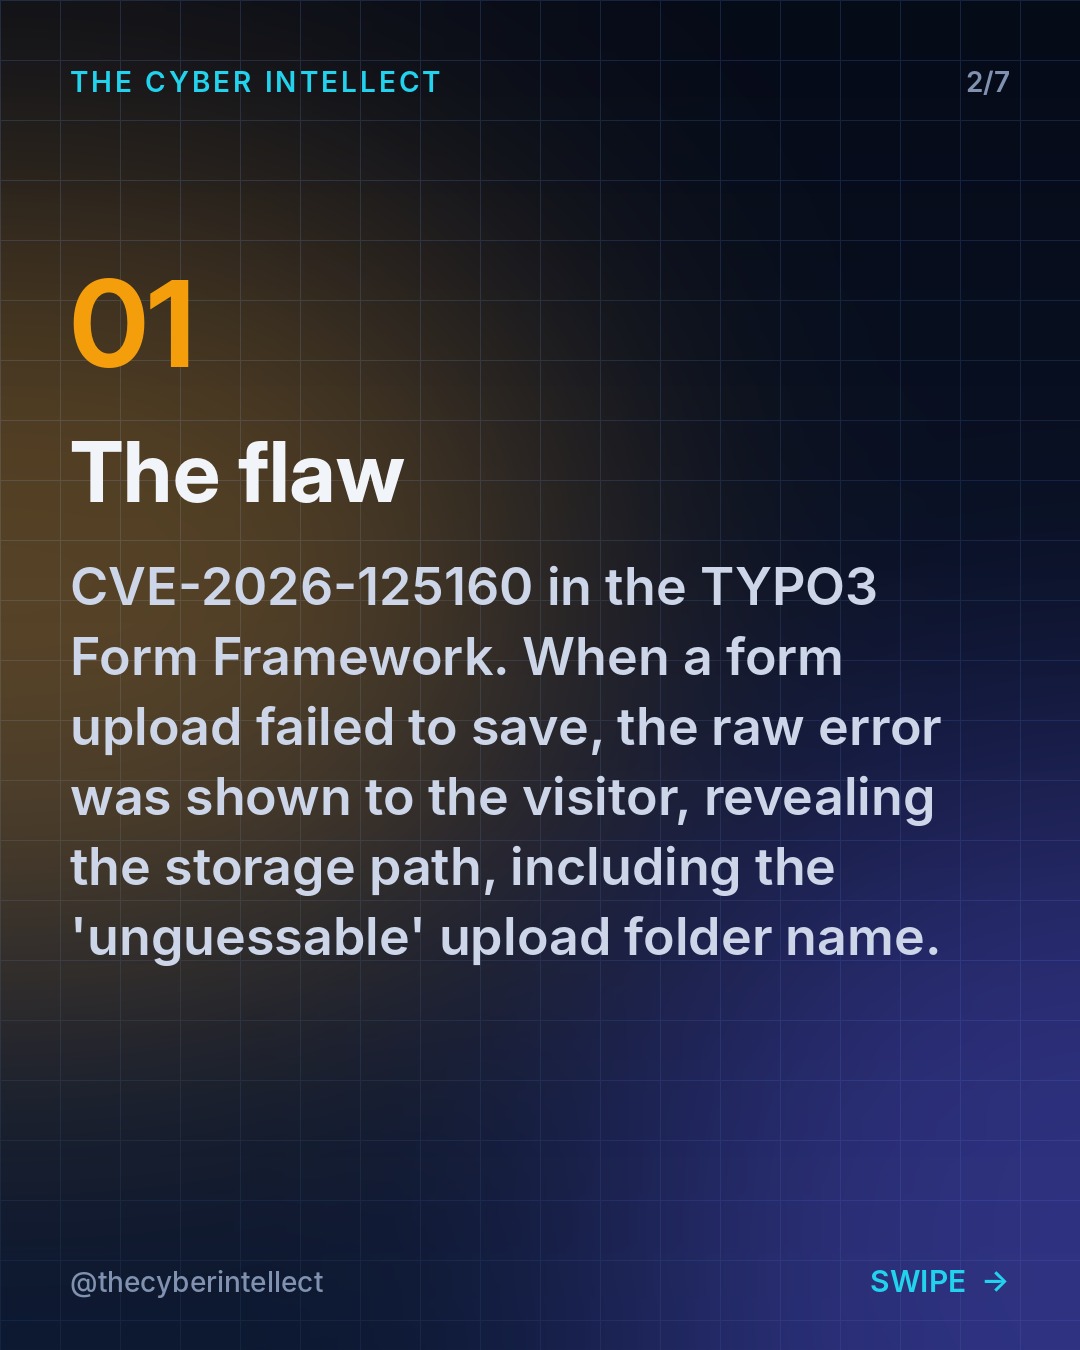 THE CYBER INTELLECT
2/7
01
The flaw
CVE-2026-125160 in the TYPO3
Form Framework. When a form
upload failed to save, the raw error
was shown to the visitor, revealing
the storage path, including the
'unguessable' upload folder name.
@thecyberintellect
SWIPE →